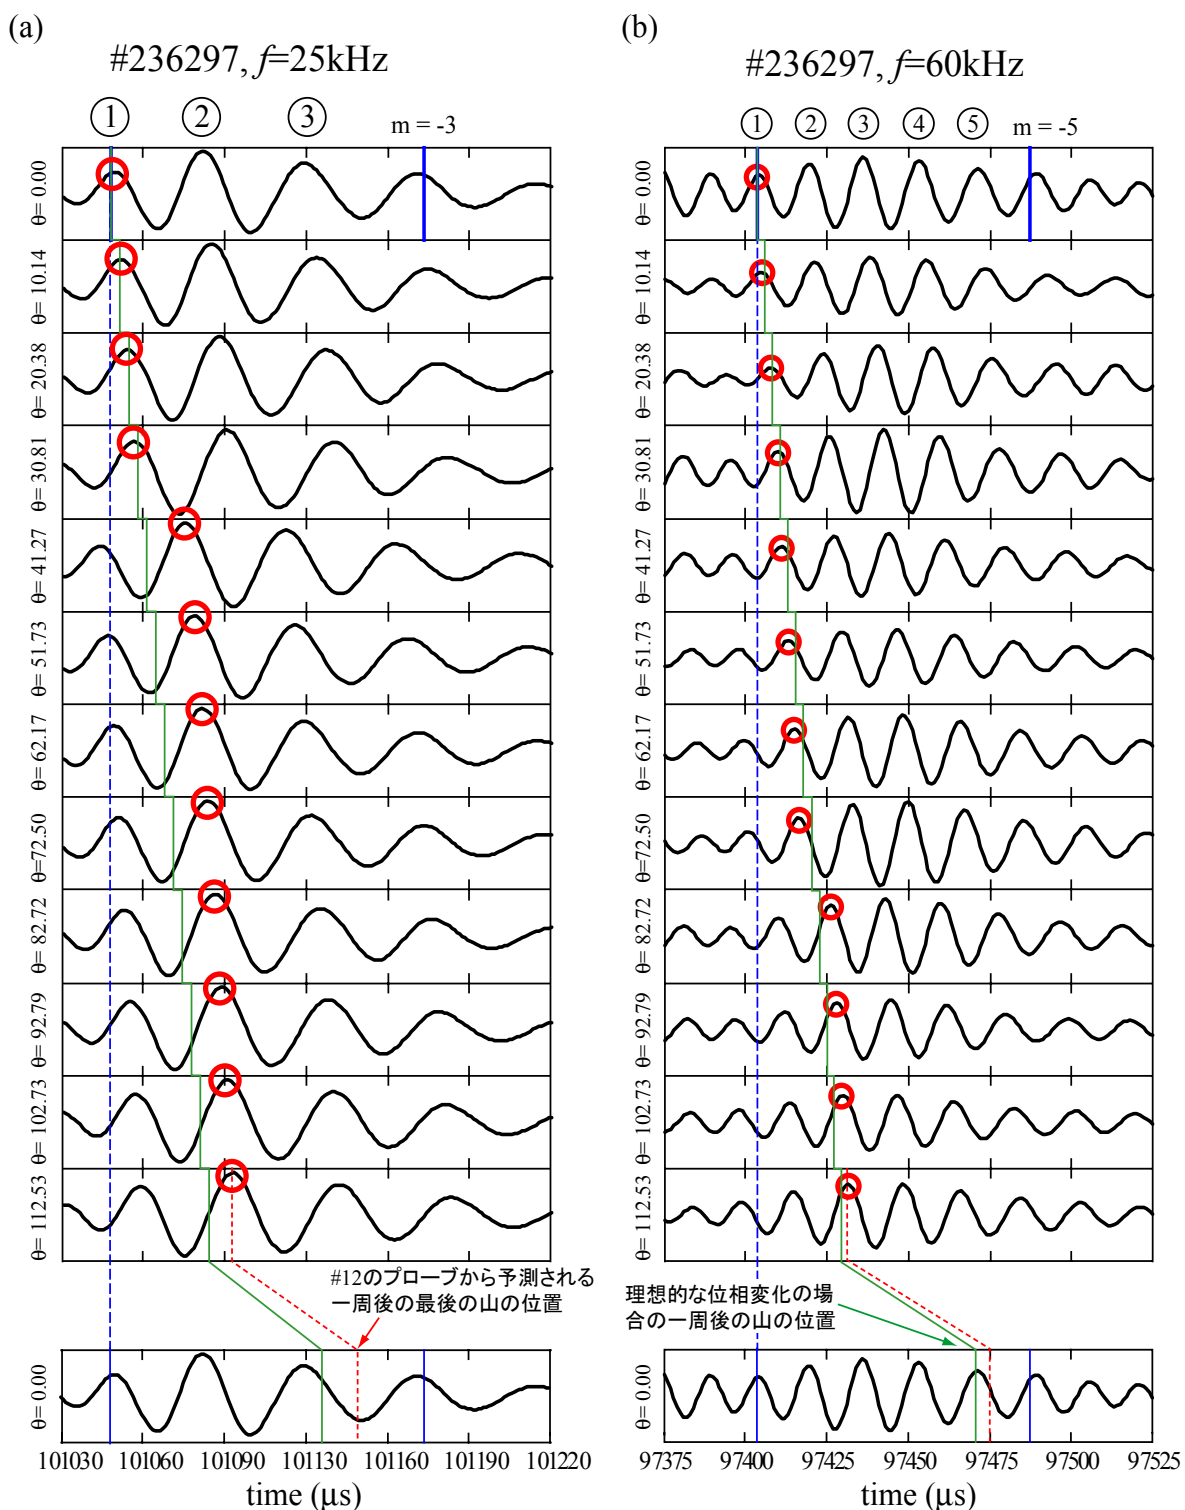 (a)
#236297, f=25kHz
① ② ③ m = -3
θ= 0.00
θ= 10.14
θ= 20.38
θ= 30.81
θ= 41.27
θ= 51.73
θ= 62.17
θ=72.50
θ= 82.72
θ= 92.79
θ= 102.73
θ= 112.53
#12のプローブから予測される
一周後の最後の山の位置
θ= 0.00
101030 101060 101090 101120 101160 101190 101220
time (μs)
(b)
#236297, f=60kHz
① ② ③ ④ ⑤ m = -5
θ= 0.00
θ= 10.14
θ= 20.38
θ= 30.81
θ= 41.27
θ= 51.73
θ= 62.17
θ=72.50
θ= 82.72
θ= 92.79
θ= 102.73
θ= 112.53
理想的な位相変化の場
合の一周後の山の位置
θ= 0.00
97375 97400 97425 97450 97475 97500 97525
time (μs)